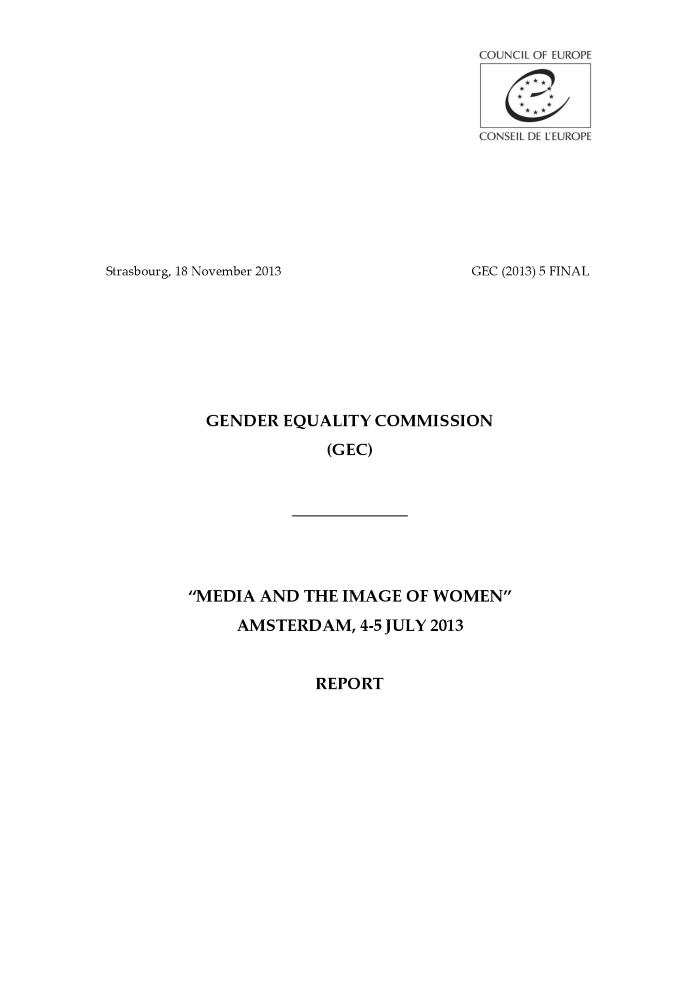 COUNCIL OF EUROPE
CONSEIL DE L'EUROPE
Strasbourg, 18 November 2013 GEC (2013) 5 FINAL
GENDER EQUALITY COMMISSION
(GEC)
“MEDIA AND THE IMAGE OF WOMEN”
AMSTERDAM, 4-5 JULY 2013
REPORT